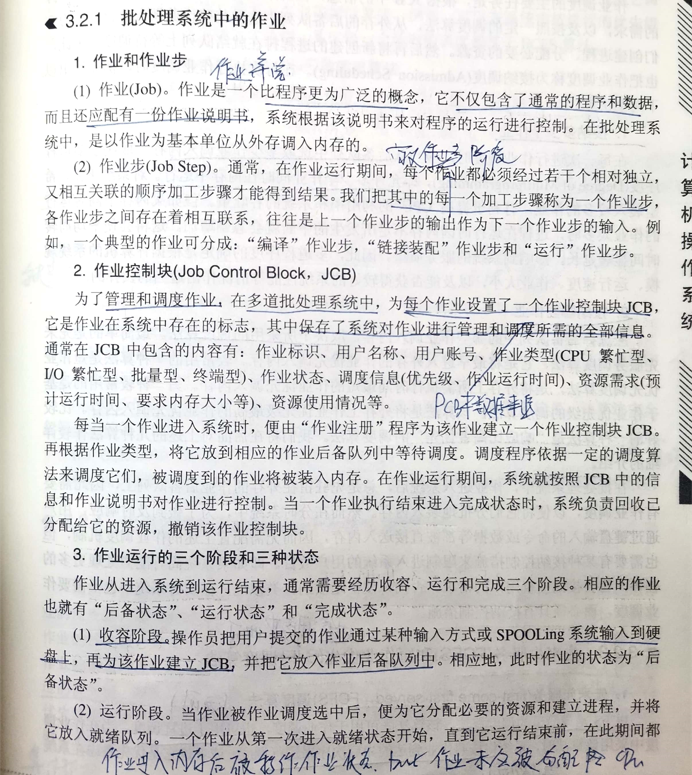 3.2.1 批处理系统中的作业
1. 作业和作业步
(1) 作业(Job)。作业是一个比程序更为广泛的概念，它不仅包含了通常的程序和数据，
而且还应配有一份作业说明书，系统根据该说明书来对程序的运行进行控制。在批处理系
统中，是以作业为基本单位从外存调入内存的。
(2) 作业步(Job Step)。通常，在作业运行期间，每个作业都必须经过若干个相对独立，
又相互关联的顺序加工步骤才能得到结果。我们把其中的每一个加工步骤称为一个作业步，
各作业步之间存在着相互联系，往往是上一个作业步的输出作为下一个作业步的输入。例
如，一个典型的作业可分成：“编译”作业步，“链接装配”作业步和“运行”作业步。
2. 作业控制块(Job Control Block，JCB)
为了管理和调度作业，在多道批处理系统中，为每个作业设置了一个作业控制块 JCB，
它是作业在系统中存在的标志，其中保存了系统对作业进行管理和调度所需的全部信息。
通常在 JCB 中包含的内容有：作业标识、用户名称、用户账号、作业类型(CPU 繁忙型、
I/O 繁忙型、批量型、终端型)、作业状态、调度信息(优先级、作业运行时间)、资源需求(预
计运行时间、要求内存大小等)、资源使用情况等。
每当一个作业进入系统时，便由“作业注册”程序为该作业建立一个作业控制块 JCB。
再根据作业类型，将它放到相应的作业后备队列中等待调度。调度程序依据一定的调度算
法来调度它们，被调度到的作业将被装入内存。在作业运行期间，系统就按照 JCB 中的信
息和作业说明书对作业进行控制。当一个作业执行结束进入完成状态时，系统负责回收已
分配给它的资源，撤销该作业控制块。
3. 作业运行的三个阶段和三种状态
作业从进入系统到运行结束，通常需要经历收容、运行和完成三个阶段。相应的作业
也就有“后备状态”、“运行状态”和“完成状态”。
(1) 收容阶段。操作员把用户提交的作业通过某种输入方式或 SPOOLing 系统输入到硬
盘上，再为该作业建立 JCB，并把它放入作业后备队列中。相应地，此时作业的状态为“后
备状态”。
(2) 运行阶段。当作业被作业调度选中后，便为它分配必要的资源和建立进程，并将
它放入就绪队列。一个作业从第一次进入就绪状态开始，直到它运行结束前，在此期间都
计算机操作系统